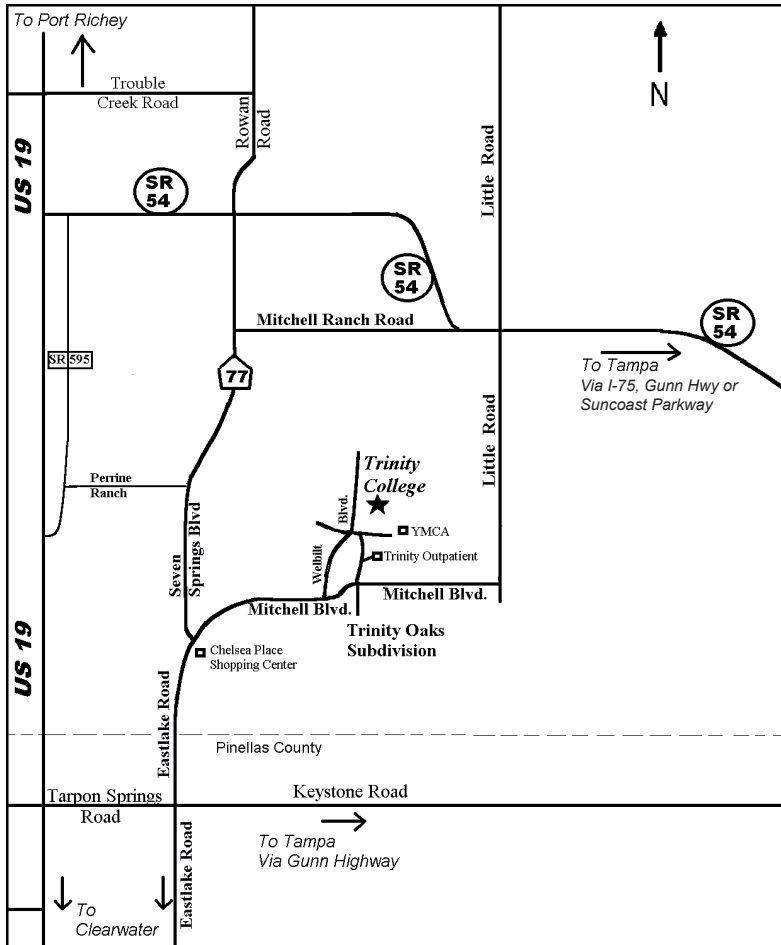 To Port Richey
Trouble
Creek Road
Rowan
Road
N
US 19
SR
54
Little Road
SR
54
Mitchell Ranch Road
SR
54
SR 595
77
To Tampa
Via I-75, Gunn Hwy or
Suncoast Parkway
Little Road
Trinity
College
Perrine
Ranch
Blvd.
YMCA
Seven
Springs Blvd
Welbilt
Trinity Outpatient
Mitchell Blvd.
Mitchell Blvd.
Trinity Oaks
Subdivision
US 19
Chelsea Place
Shopping Center
Eastlake Road
Pinellas County
Tarpon Springs
Road
Keystone Road
To Tampa
Via Gunn Highway
Eastlake Road
To
Clearwater